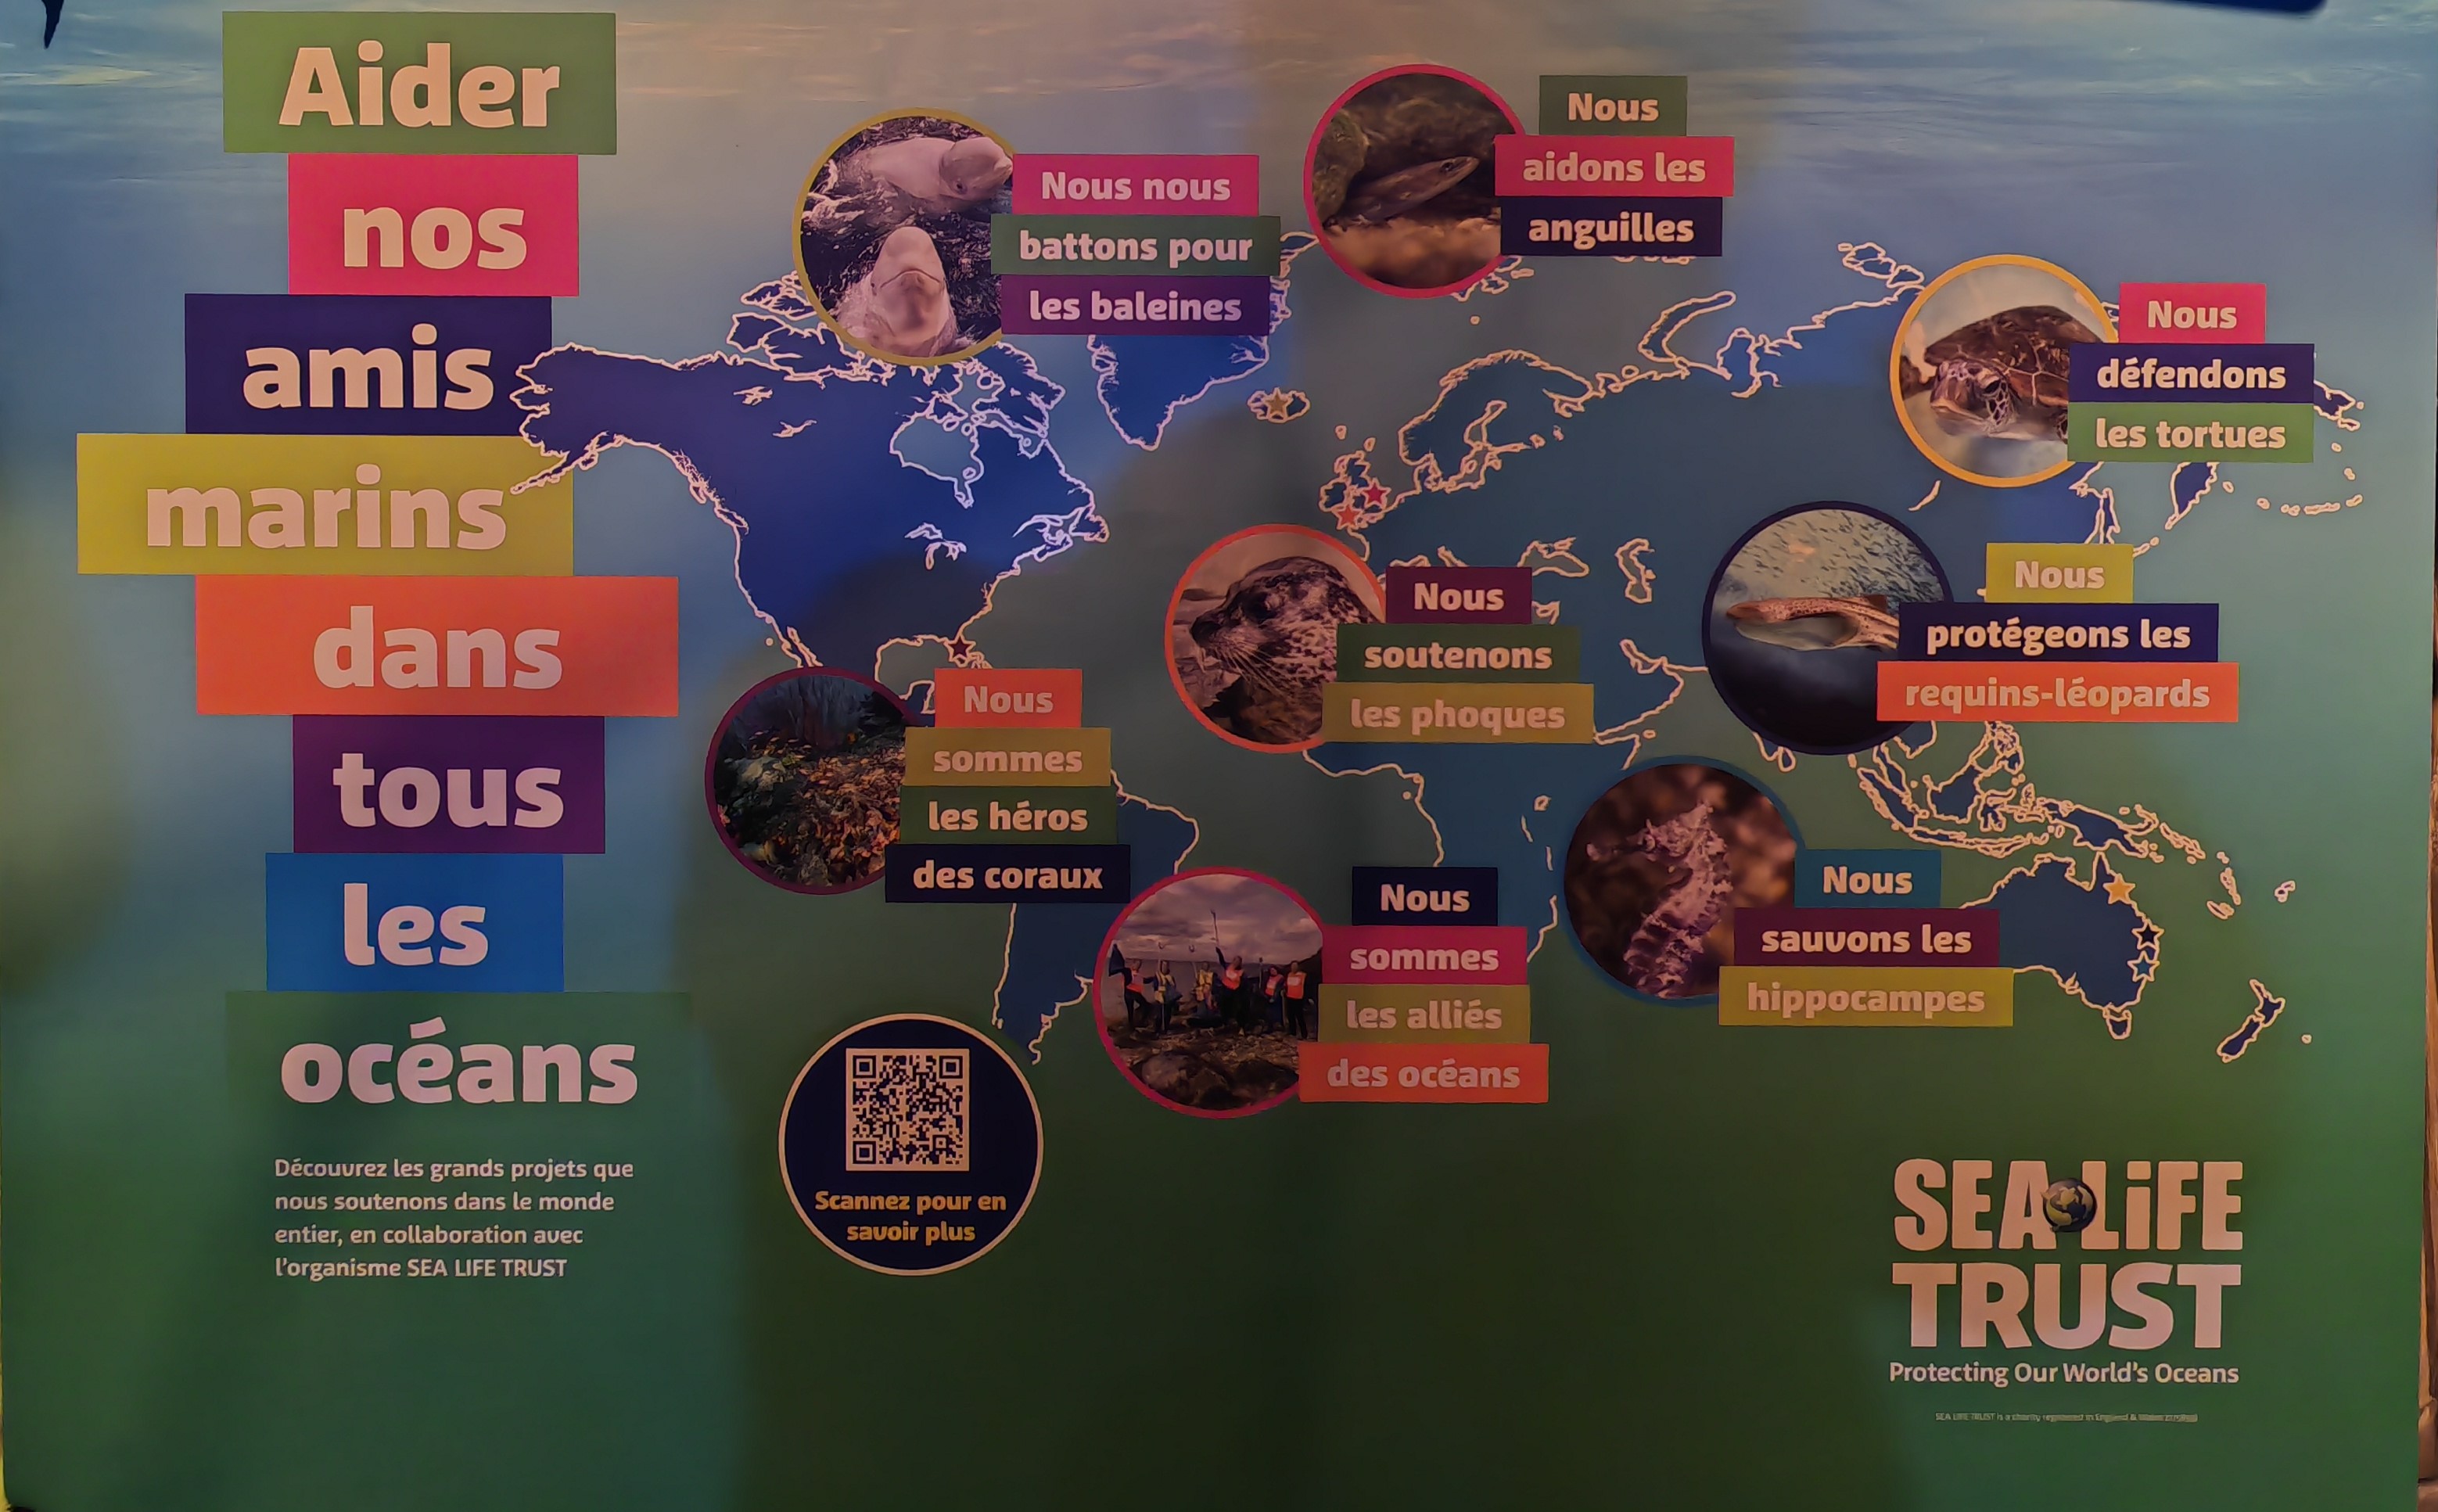 Aider
nos
amis
marins
dans
tous
les
océans
Découvrez les grands projets que
nous soutenons dans le monde
entier, en collaboration avec
l'organisme SEA LIFE TRUST
Nous nous
battons pour
les baleines
Nous
aidons les
anguilles
Nous
défendons
les tortues
Nous
soutenons
les phoques
Nous
protégeons les
requins-léopards
Nous
sommes
les héros
des coraux
Nous
sommes
les alliés
des océans
Nous
sauvons les
hippocampes
Scannez pour en
savoir plus
SEA LiFE
TRUST
Protecting Our World's Oceans
SEA LIFE TRUST is a charity registered in England &